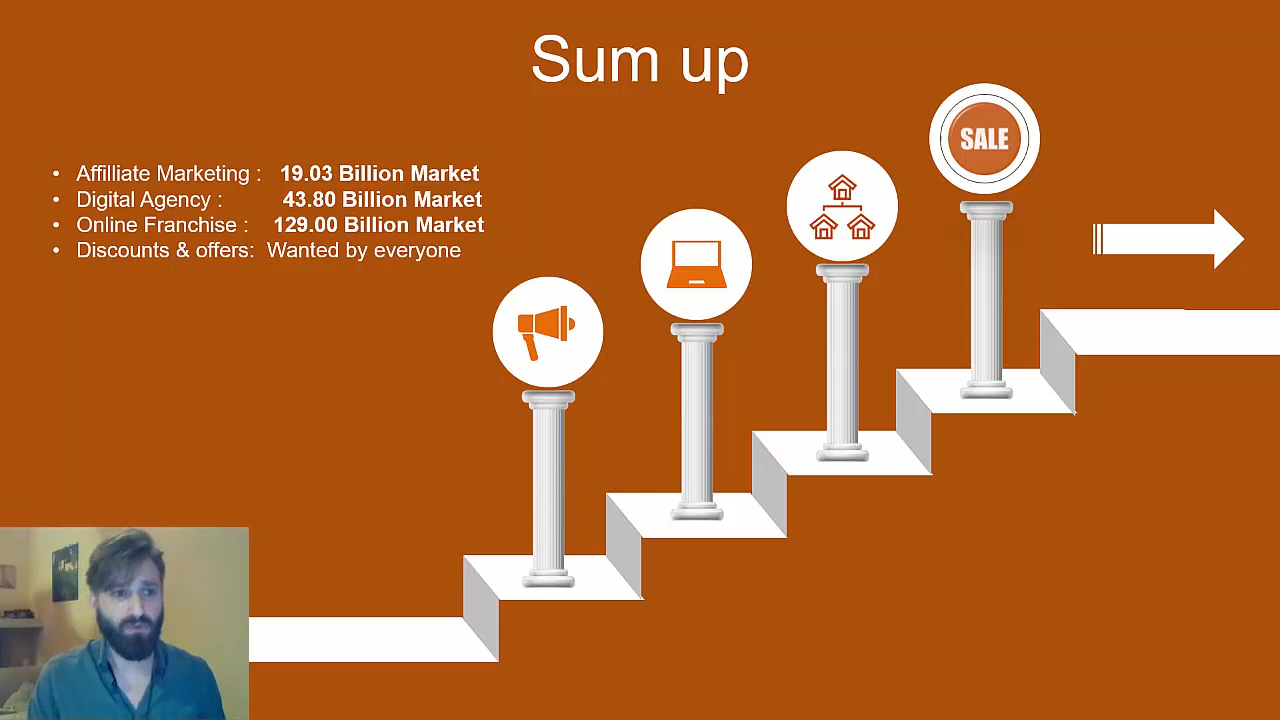 Sum up
SALE
• Affilliate Marketing : 19.03 Billion Market
• Digital Agency : 43.80 Billion Market
• Online Franchise : 129.00 Billion Market
• Discounts & offers: Wanted by everyone